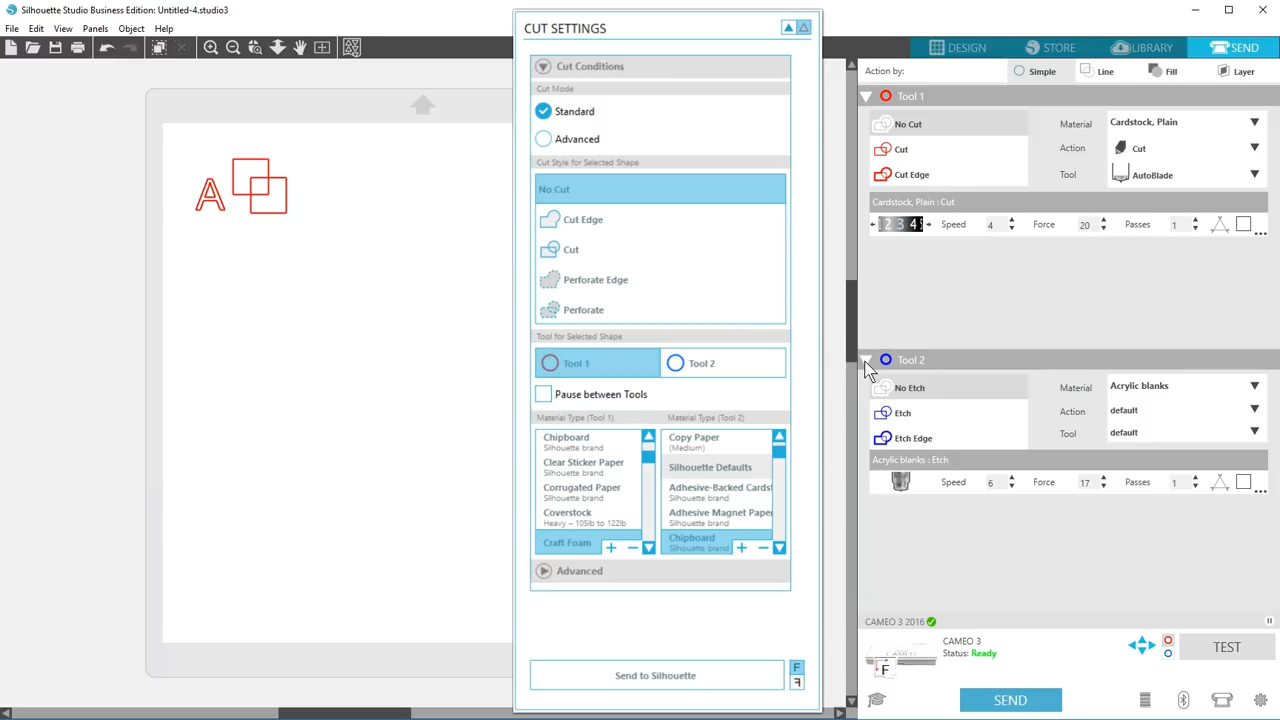 Silhouette Studio Business Edition: Untitled-4.studio3
File Edit View Panels Object Help
DESIGN STORE LIBRARY SEND
A
CUT SETTINGS
Cut Conditions
Cut Mode
Standard
Advanced
Cut Style for Selected Shape
No Cut
Cut Edge
Cut
Perforate Edge
Perforate
Tool for Selected Shape
Tool 1 Tool 2
Pause between Tools
Material Type (Tool 1) Material Type (Tool 2)
Chipboard
Silhouette brand
Clear Sticker Paper
Silhouette brand
Corrugated Paper
Silhouette brand
Coverstock
Heavy – 105lb to 122lb
Craft Foam
Copy Paper
(Medium)
Silhouette Defaults
Adhesive-Backed Cardst
Silhouette brand
Adhesive Magnet Paper
Silhouette brand
Chipboard
Silhouette brand
Advanced
Send to Silhouette
F
Action by: Simple Line Fill Layer
Tool 1
No Cut
Cut
Cut Edge
Material Cardstock, Plain
Action Cut
Tool AutoBlade
Cardstock, Plain : Cut
2 3 4 Speed 4 Force 20 Passes 1 ...
Tool 2
No Etch
Etch
Etch Edge
Material Acrylic blanks
Action default
Tool default
Acrylic blanks : Etch
Speed 6 Force 17 Passes 1 ...
CAMEO 3 2016
CAMEO 3
Status: Ready
F
TEST
SEND